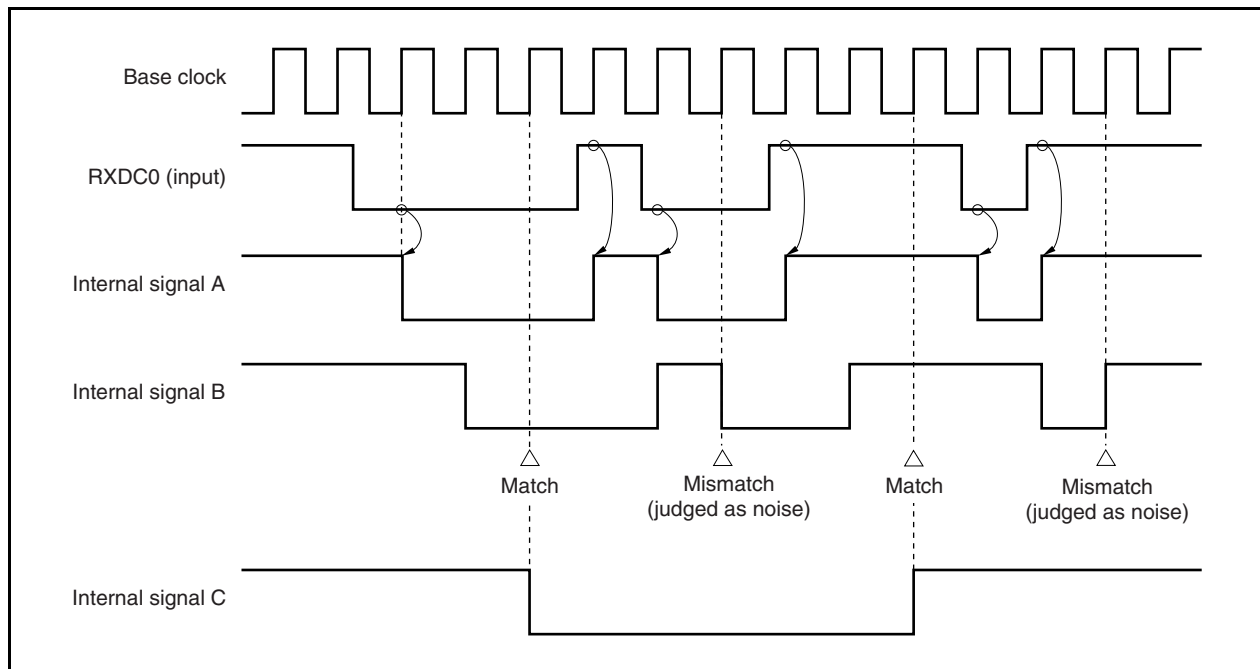 Base clock
RXDC0 (input)
Internal signal A
Internal signal B
Match
Mismatch
(judged as noise)
Match
Mismatch
(judged as noise)
Internal signal C